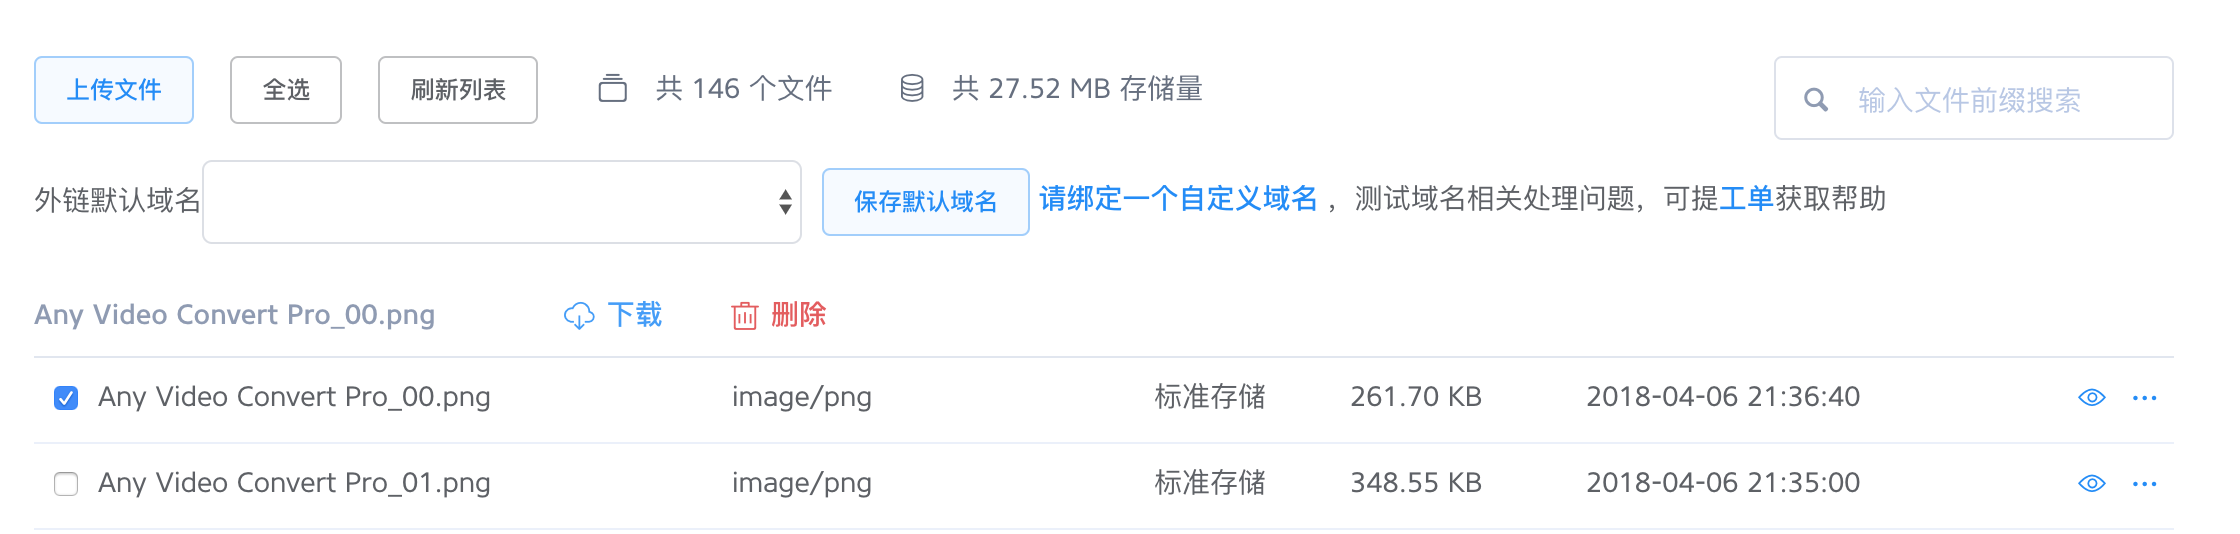 上传文件 全选 刷新列表 共 146 个文件 共 27.52 MB 存储量 输入文件前缀搜索
外链默认域名 保存默认域名 请绑定一个自定义域名 ，测试域名相关处理问题，可提工单获取帮助
Any Video Convert Pro_00.png 下载 删除
Any Video Convert Pro_00.png image/png 标准存储 261.70 KB 2018-04-06 21:36:40
Any Video Convert Pro_01.png image/png 标准存储 348.55 KB 2018-04-06 21:35:00